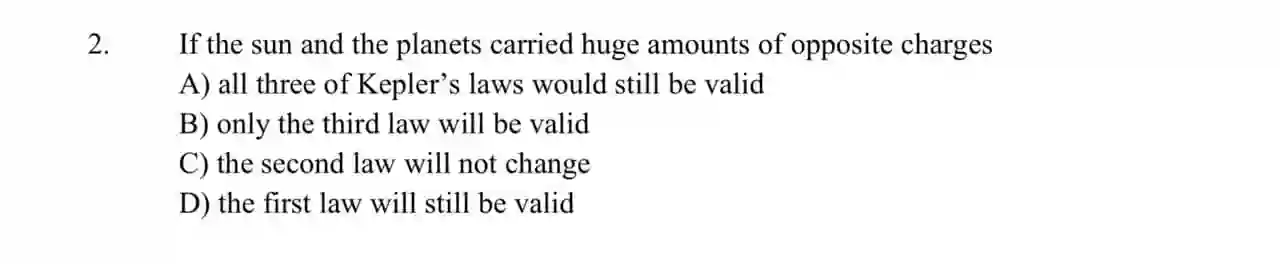 2. If the sun and the planets carried huge amounts of opposite charges
A) all three of Kepler’s laws would still be valid
B) only the third law will be valid
C) the second law will not change
D) the first law will still be valid